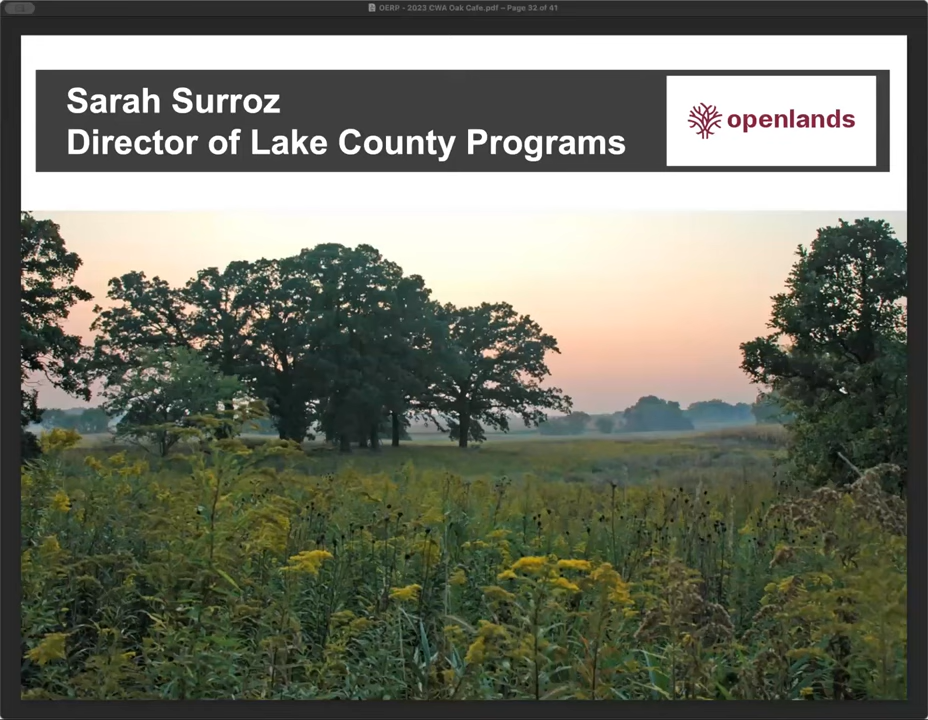 OERP - 2023 CWA Oak Cafe.pdf – Page 32 of 41
Sarah Surroz
Director of Lake County Programs
openlands